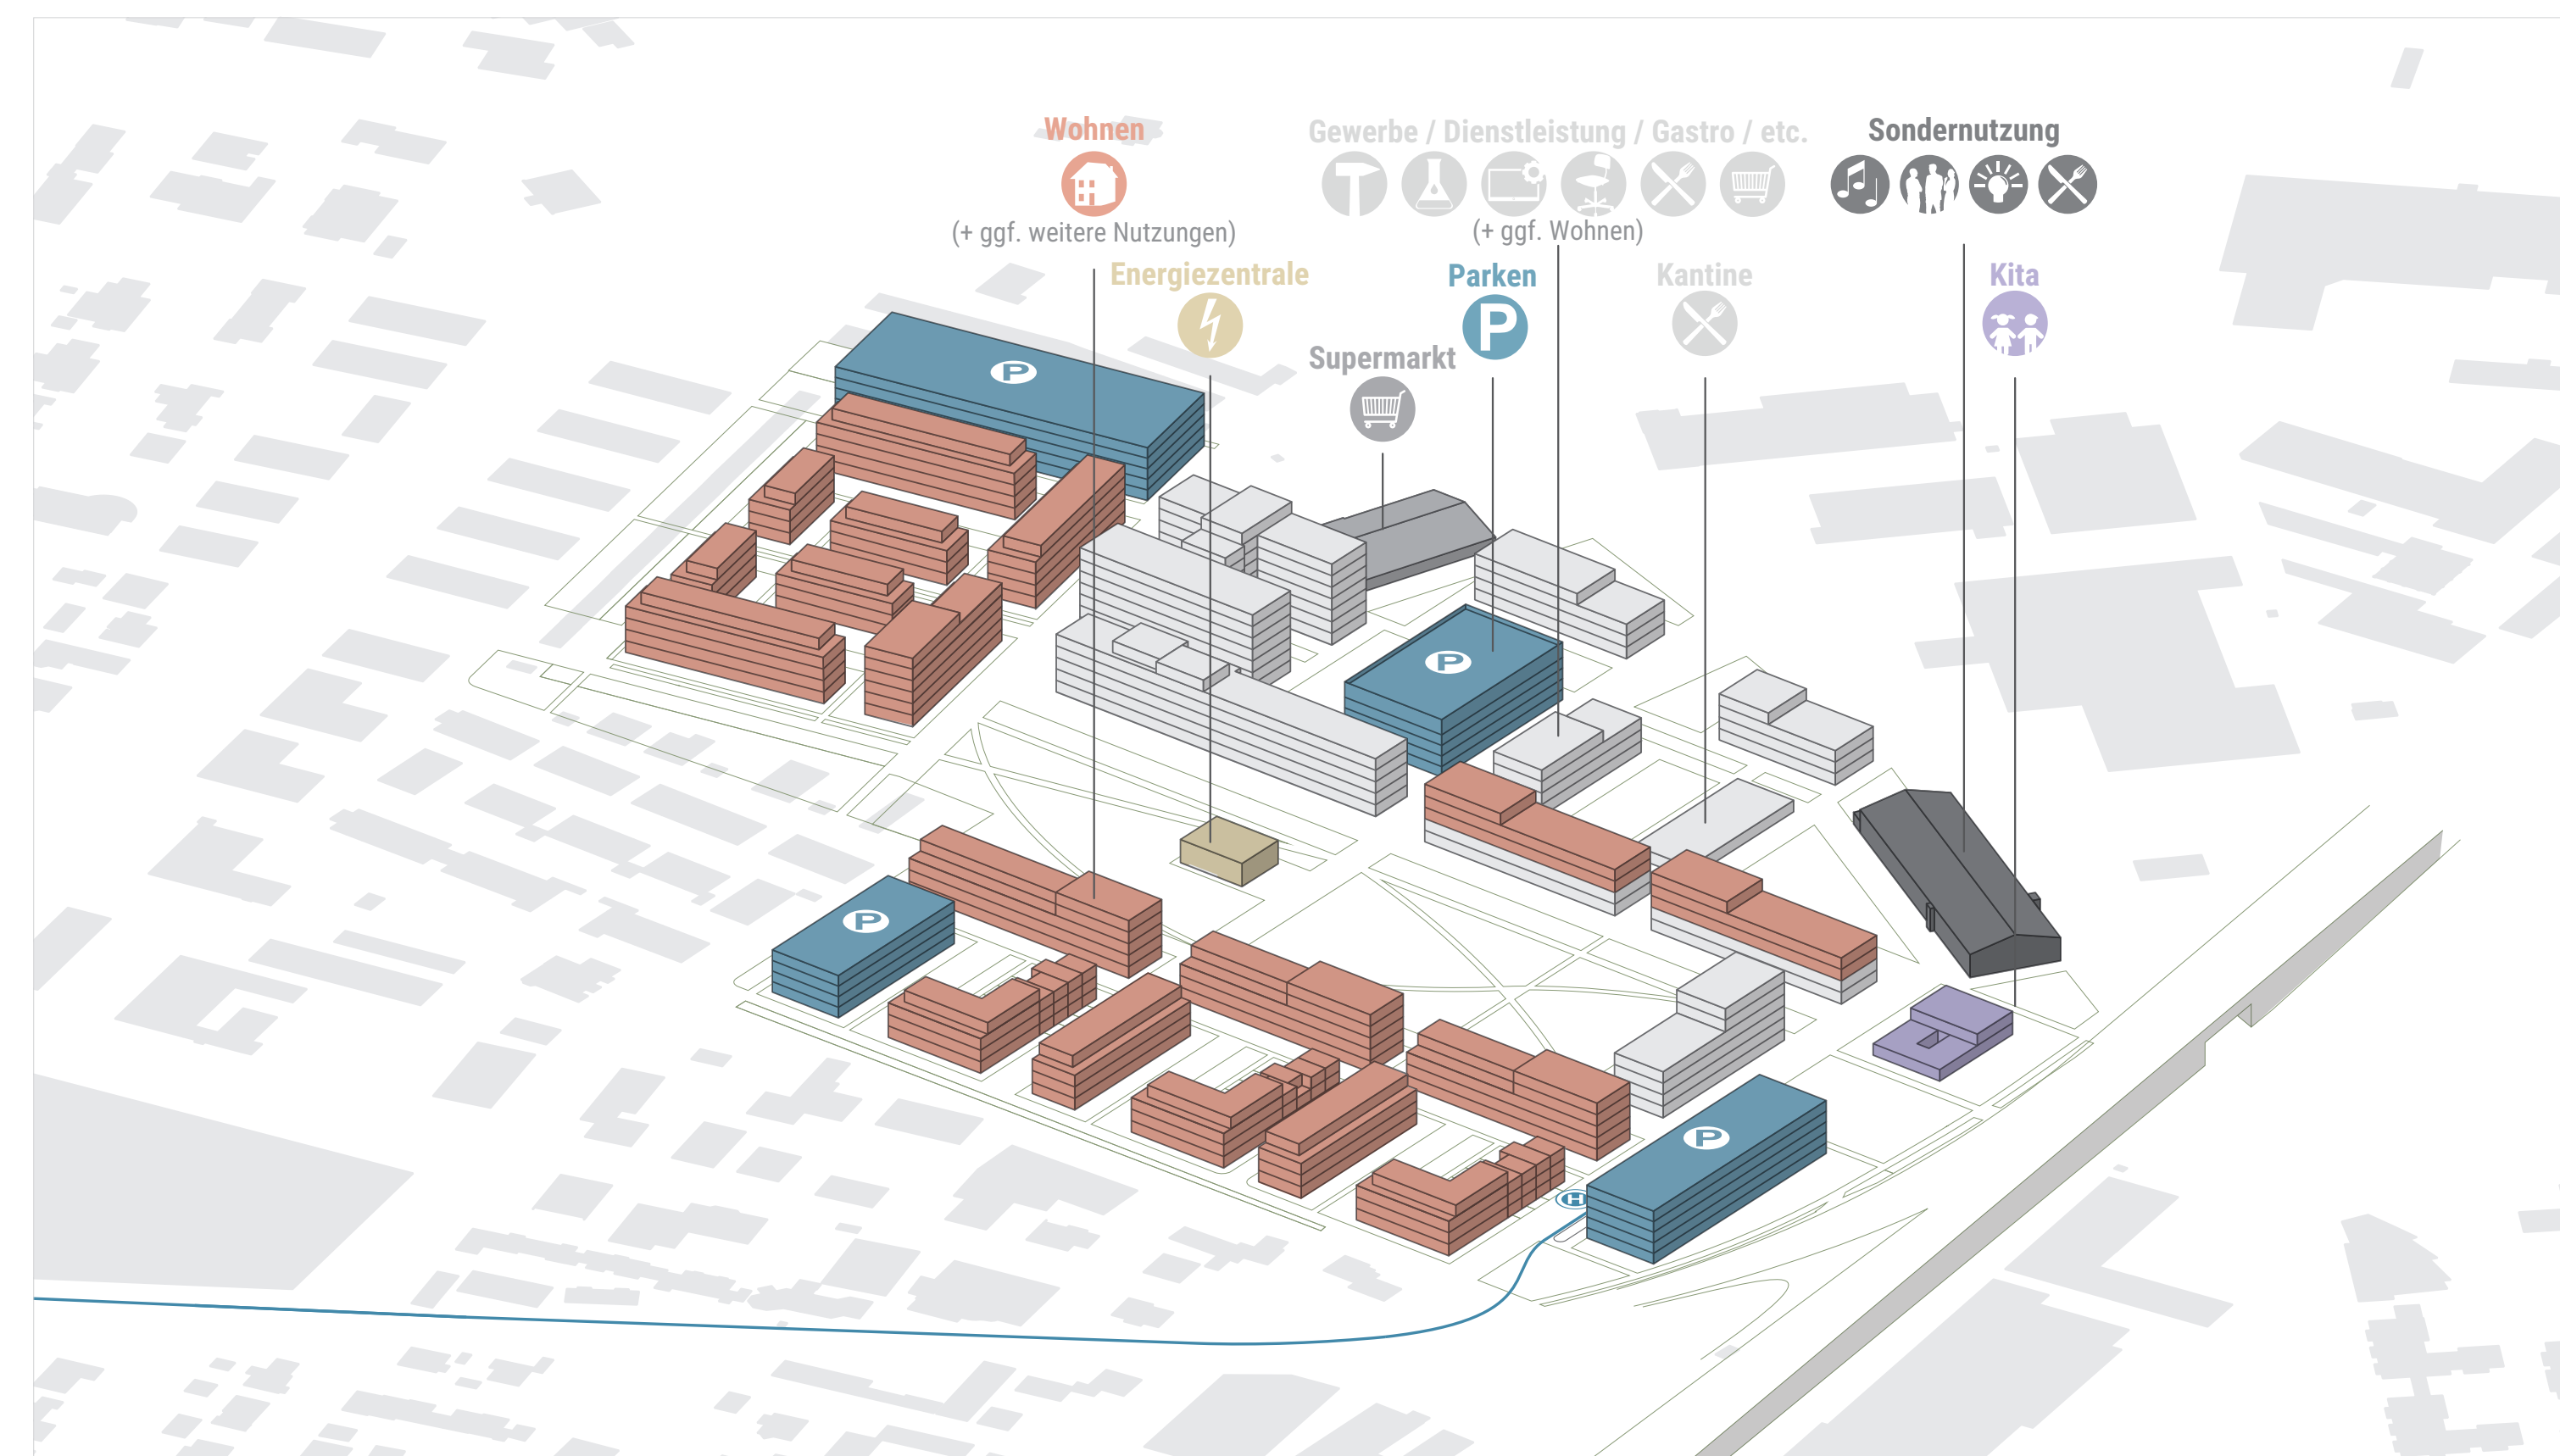 Wohnen
(+ ggf. weitere Nutzungen)
Gewerbe / Dienstleistung / Gastro / etc.
(+ ggf. Wohnen)
Sondernutzung
Energiezentrale
P
Parken
P
Kantine
Kita
Supermarkt
P
P
P
H
P